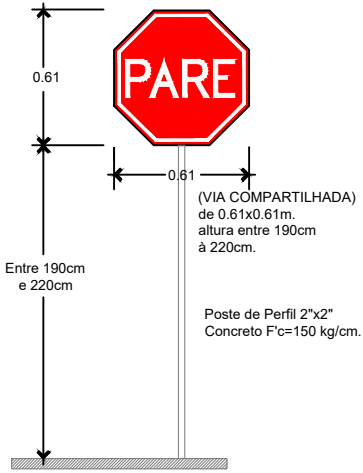 PARE
0.61
0.61
(VIA COMPARTILHADA)
de 0.61x0.61m.
altura entre 190cm
à 220cm.
Entre 190cm
e 220cm
Poste de Perfil 2"x2"
Concreto F'c=150 kg/cm.